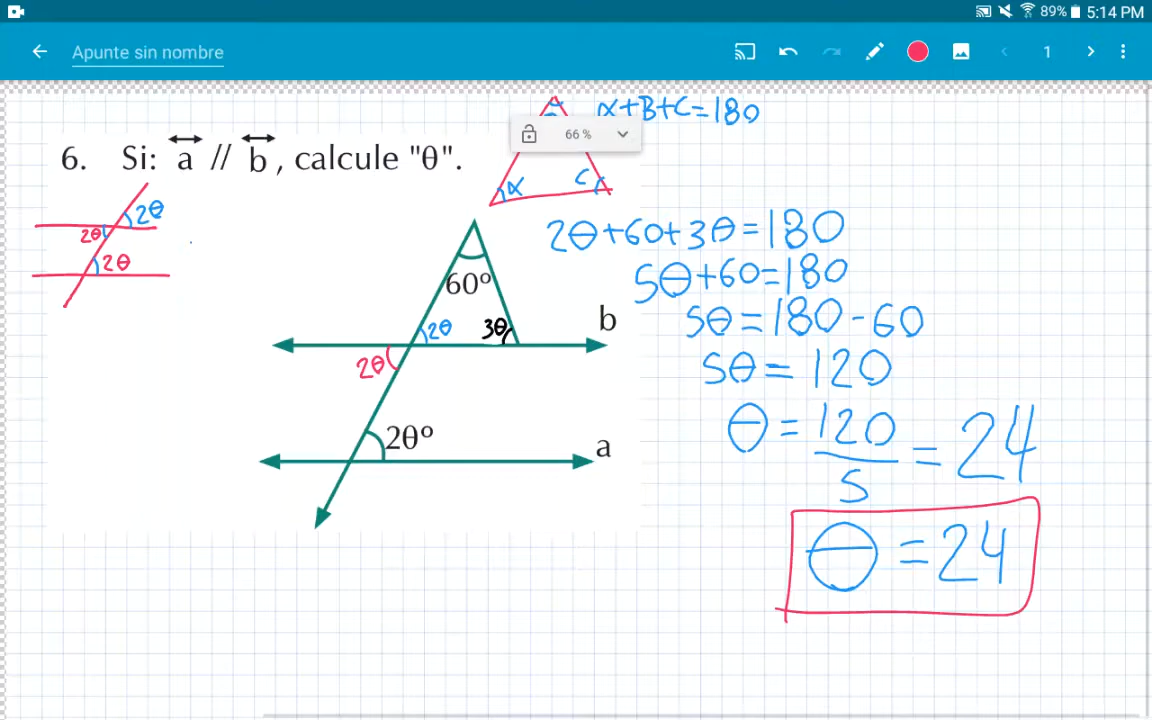 89% 5:14 PM
Apunte sin nombre
1
α+B+C=180
66 %
6. Si: a // b, calcule "θ".
α
C
2θ
2θ
2θ
2θ+60+3θ=180
5θ+60=180
5θ=180-60
5θ=120
θ=120/5=24
θ=24
60º
2θ
3θ
b
2θ
2θº
a